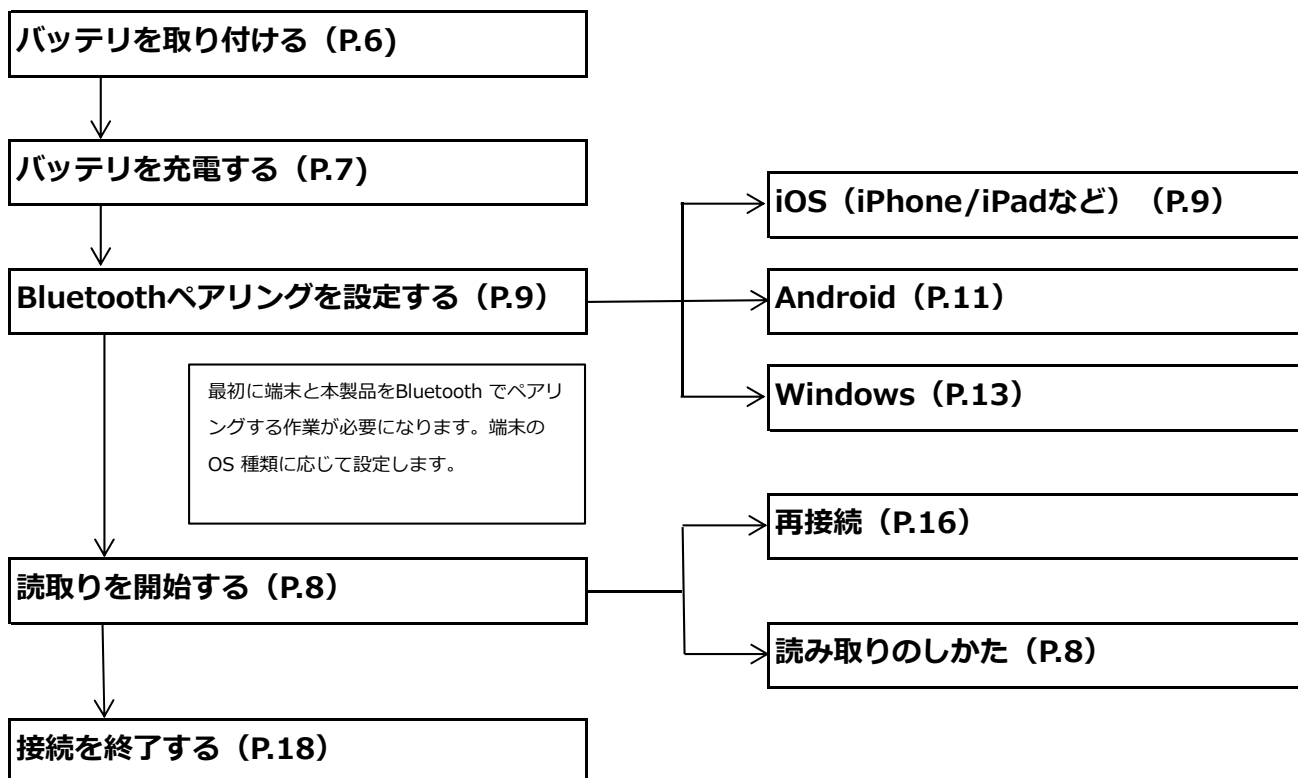 バッテリを取り付ける（P.6)
バッテリを充電する（P.7)
Bluetoothペアリングを設定する（P.9）
iOS（iPhone/iPadなど）（P.9）
Android（P.11）
Windows（P.13）
最初に端末と本製品をBluetooth でペアリ
ングする作業が必要になります。端末の
OS 種類に応じて設定します。
読取りを開始する（P.8）
再接続（P.16）
読み取りのしかた（P.8）
接続を終了する（P.18）